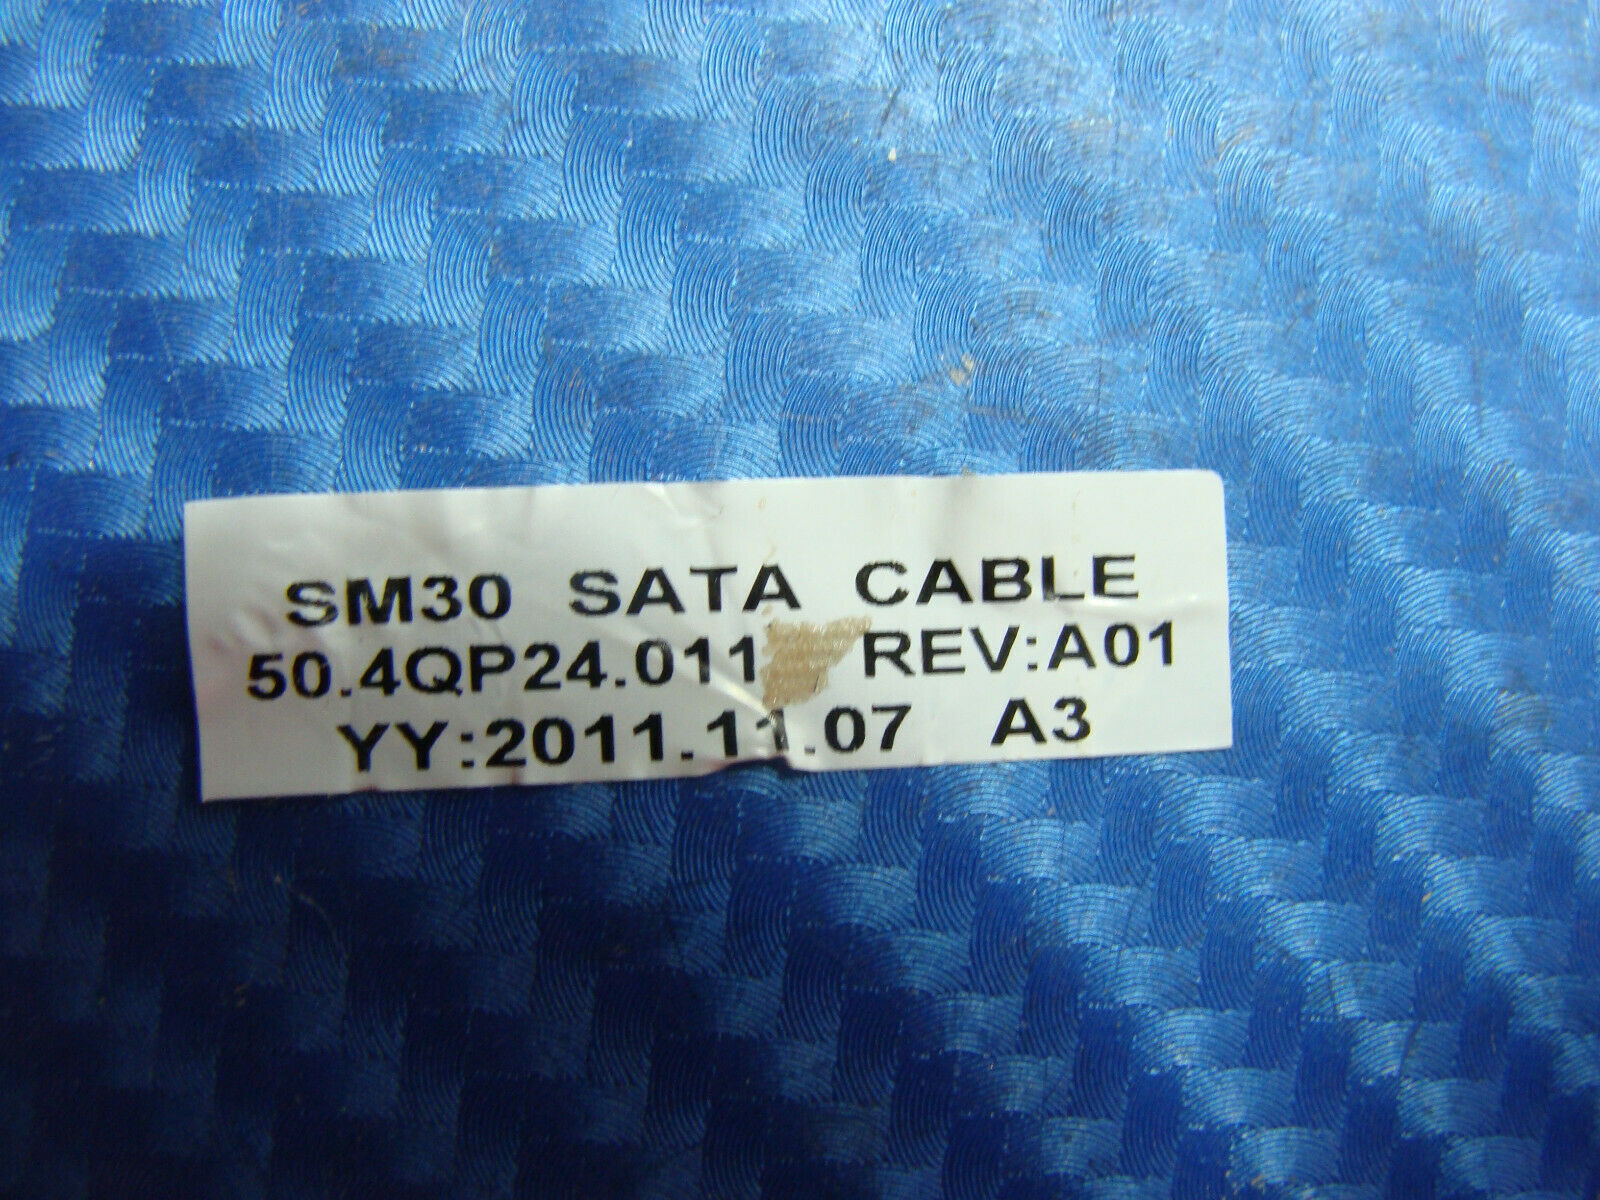 SM30 SATA CABLE
50.4QP24.011 REV:A01
YY:2011.11.07 A3